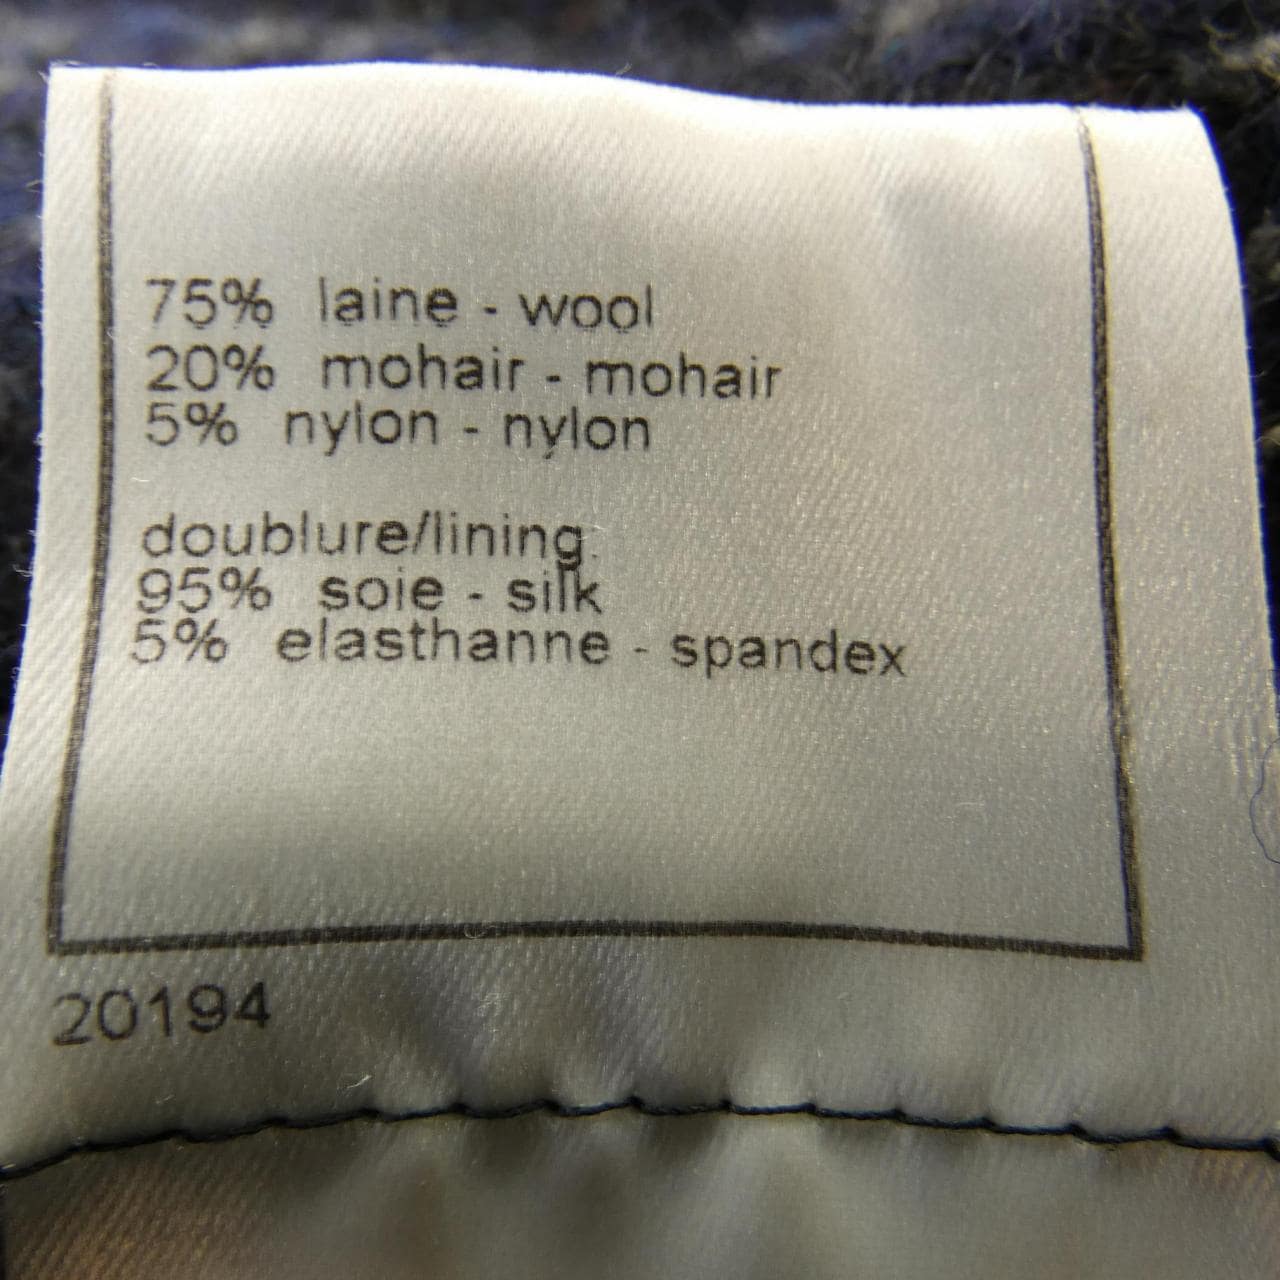 75% laine - wool
20% mohair - mohair
5% nylon - nylon
doublure/lining.
95% soie - silk
5% elasthanne - spandex
20194